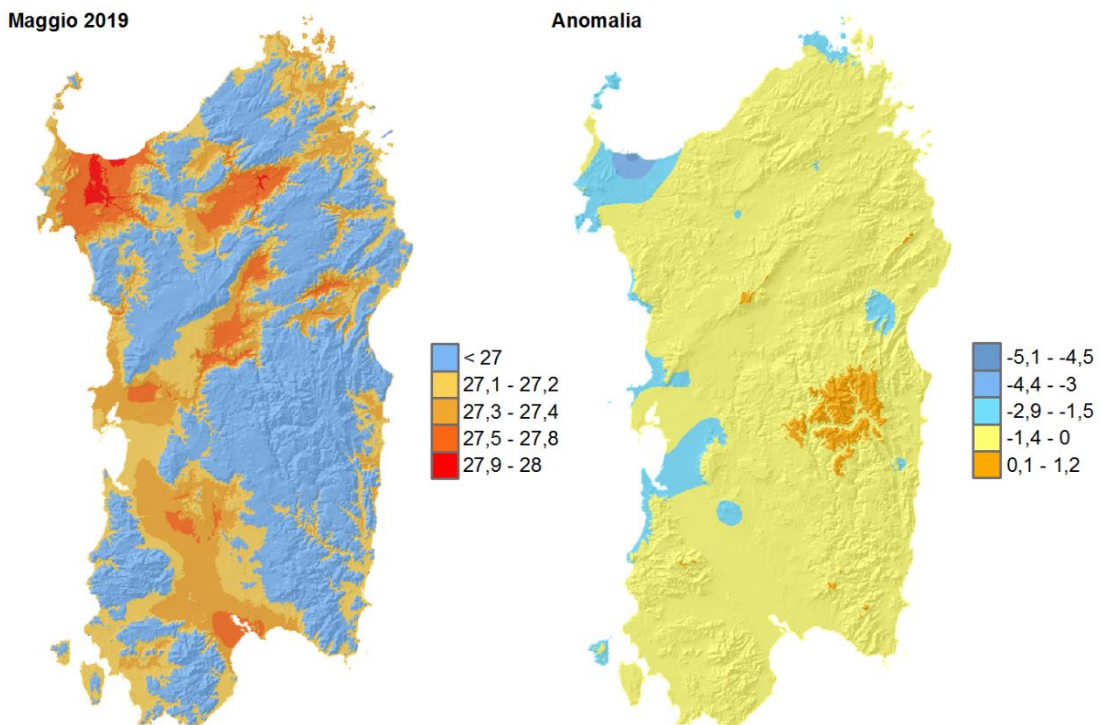 Maggio 2019
Anomalia
< 27
27,1 - 27,2
27,3 - 27,4
27,5 - 27,8
27,9 - 28
-5,1 - -4,5
-4,4 - -3
-2,9 - -1,5
-1,4 - 0
0,1 - 1,2